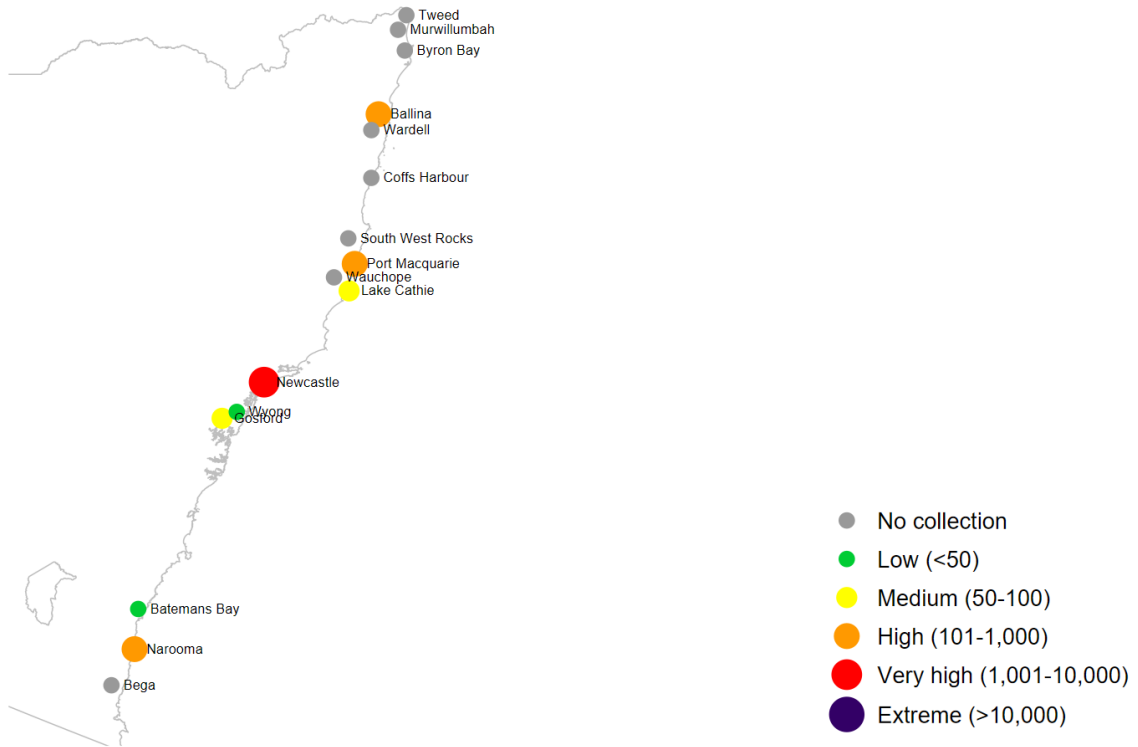 Tweed
Murwillumbah
Byron Bay
Ballina
Wardell
Coffs Harbour
South West Rocks
Port Macquarie
Wauchope
Lake Cathie
Newcastle
Wyong
Gosford
Batemans Bay
Narooma
Bega
No collection
Low (<50)
Medium (50-100)
High (101-1,000)
Very high (1,001-10,000)
Extreme (>10,000)